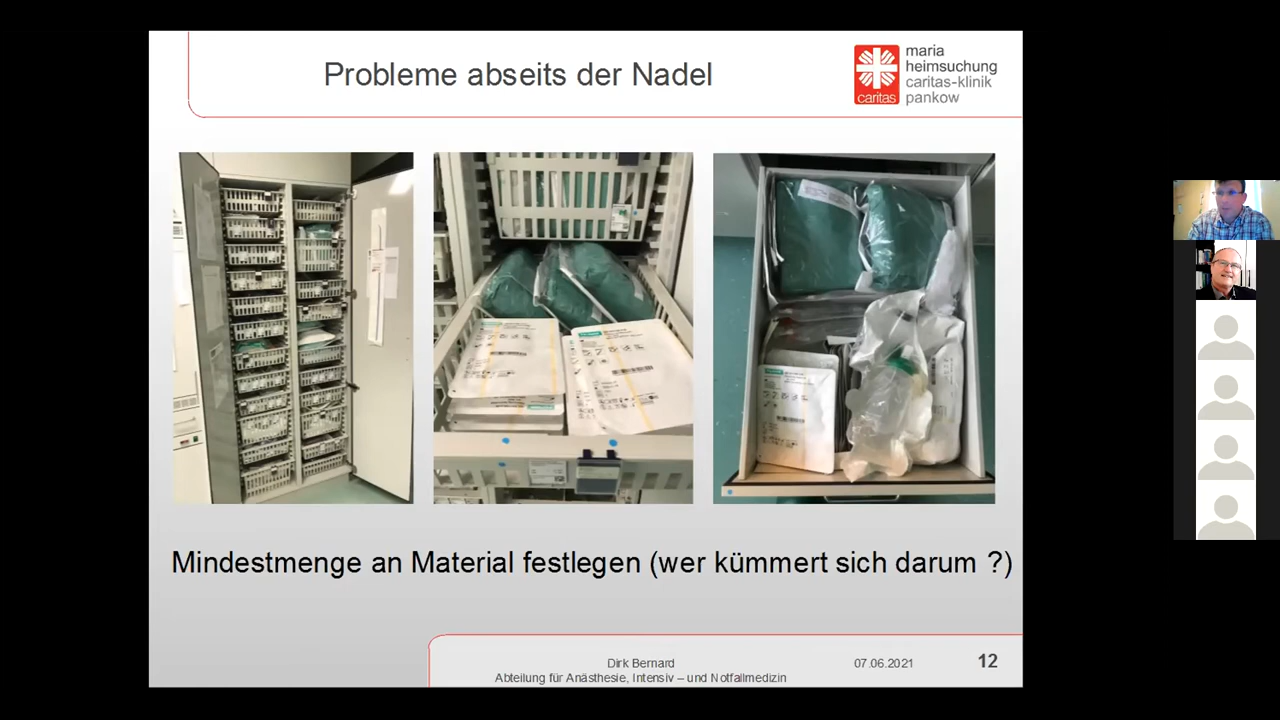 Probleme abseits der Nadel
maria
heimsuchung
caritas-klinik
pankow
caritas
Mindestmenge an Material festlegen (wer kümmert sich darum ?)
Dirk Bernard
07.06.2021
12
Abteilung für Anästhesie, Intensiv – und Notfallmedizin